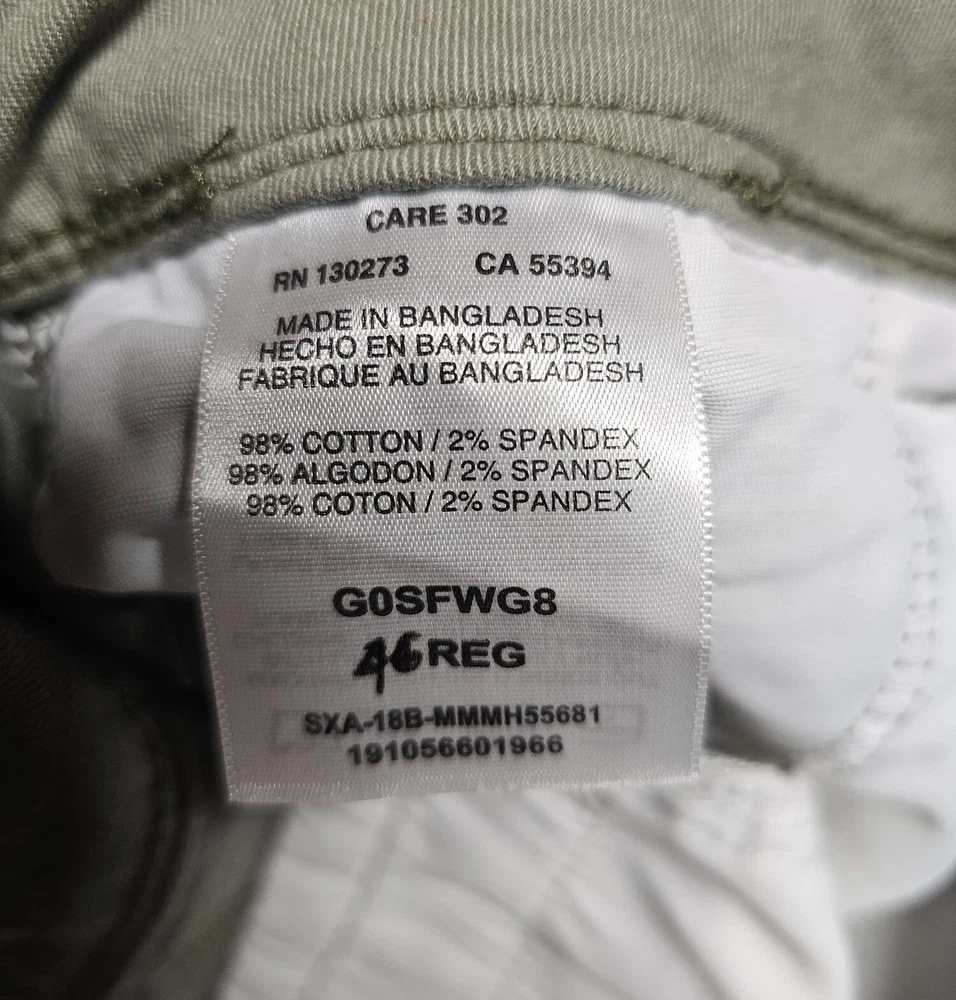 CARE 302
RN 130273 CA 55394
MADE IN BANGLADESH
HECHO EN BANGLADESH
FABRIQUE AU BANGLADESH
98% COTTON / 2% SPANDEX
98% ALGODON / 2% SPANDEX
98% COTON / 2% SPANDEX
G0SFWG8
REG
SXA-18B-MMMH55681
191056601966